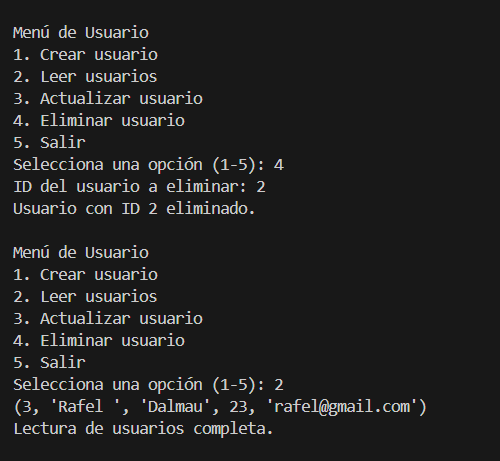 Menú de Usuario
1. Crear usuario
2. Leer usuarios
3. Actualizar usuario
4. Eliminar usuario
5. Salir
Selecciona una opción (1-5): 4
ID del usuario a eliminar: 2
Usuario con ID 2 eliminado.

Menú de Usuario
1. Crear usuario
2. Leer usuarios
3. Actualizar usuario
4. Eliminar usuario
5. Salir
Selecciona una opción (1-5): 2
(3, 'Rafel ', 'Dalmau', 23, 'rafel@gmail.com')
Lectura de usuarios completa.